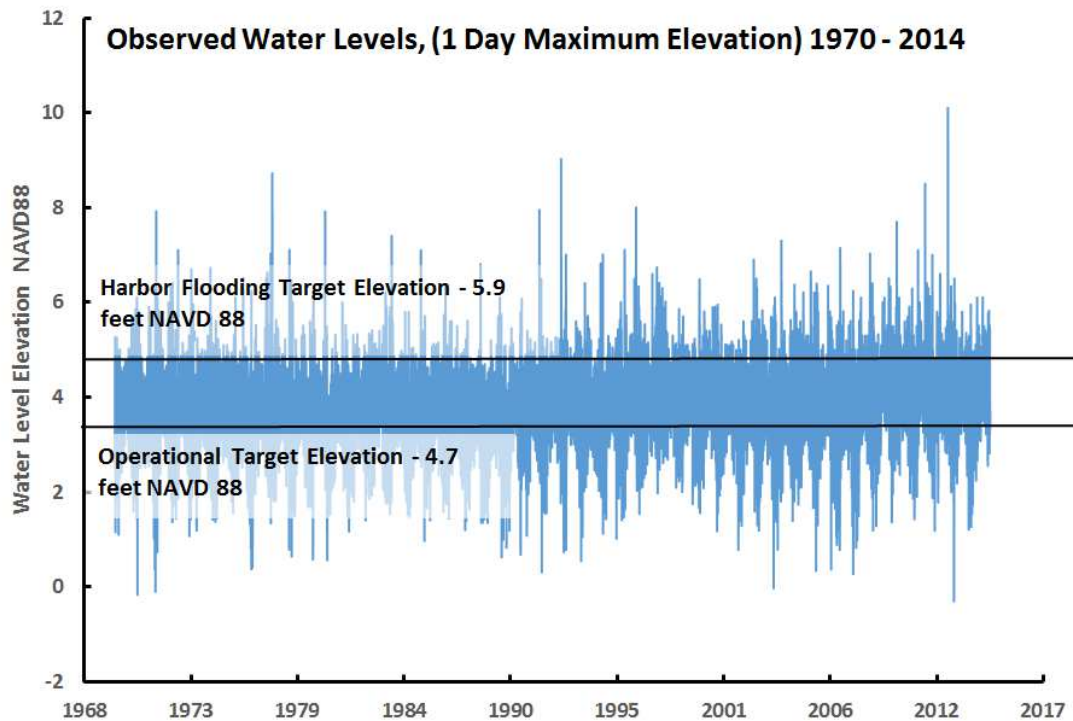 Observed Water Levels, (1 Day Maximum Elevation) 1970 - 2014
Water Level Elevation NAVD88
12
10
8
6
4
2
0
-2
Harbor Flooding Target Elevation - 5.9
feet NAVD 88
Operational Target Elevation - 4.7
feet NAVD 88
1968 1973 1979 1984 1990 1995 2001 2006 2012 2017